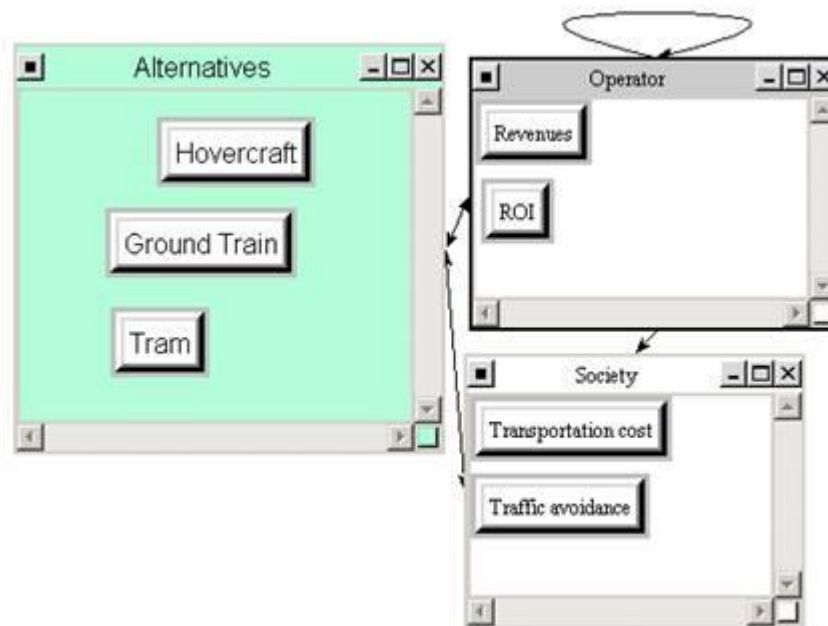 Alternatives
Hovercraft
Ground Train
Tram
Operator
Revenues
ROI
Society
Transportation cost
Traffic avoidance